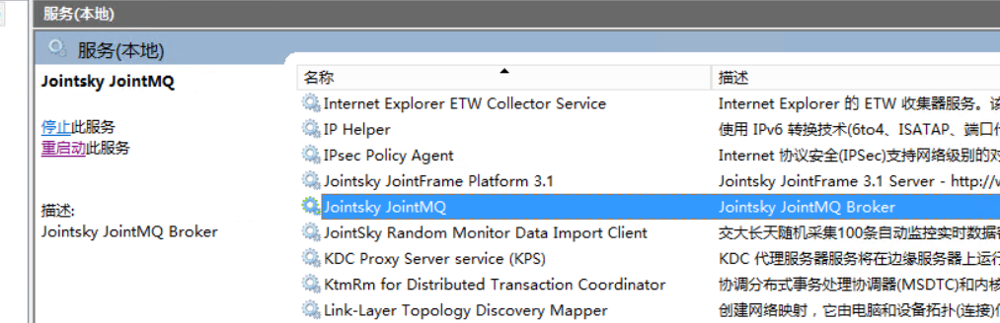 服务(本地)
服务(本地)
Jointsky JointMQ
停止此服务
重启动此服务
描述:
Jointsky JointMQ Broker
名称 描述
Internet Explorer ETW Collector Service Internet Explorer 的 ETW 收集器服务。
IP Helper 使用 IPv6 转换技术(6to4、ISATAP、端口
IPsec Policy Agent Internet 协议安全(IPSec)支持网络级别的对
Jointsky JointFrame Platform 3.1 Jointsky JointFrame 3.1 Server - http://w
Jointsky JointMQ Jointsky JointMQ Broker
JointSky Random Monitor Data Import Client 交大长天随机采集100条自动监控实时数据
KDC Proxy Server service (KPS) KDC 代理服务器服务将在边缘服务器上运行
KtmRm for Distributed Transaction Coordinator 协调分布式事务处理协调器(MSDTC)和内核
Link-Layer Topology Discovery Mapper 创建网络映射，它由电脑和设备拓扑(连接)